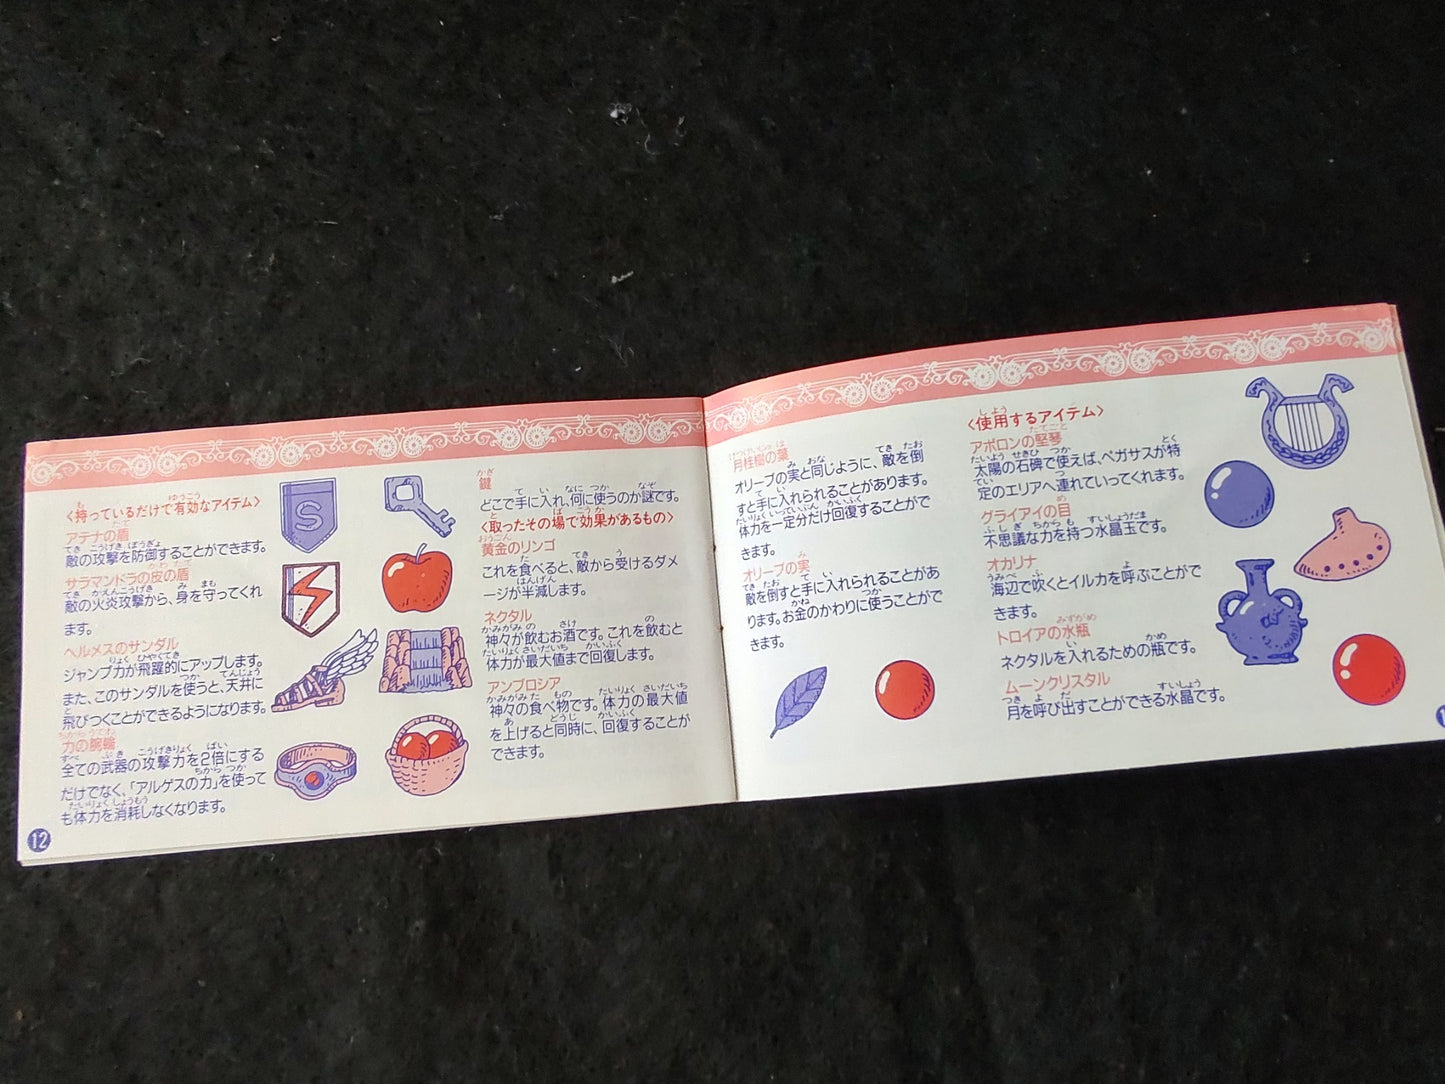 〈持っているだけで有効なアイテム〉
アテナの盾
敵の攻撃を防御することができます。
サラマンドラの皮の盾
敵の火炎攻撃から、身を守ってくれ
ます。
ヘルメスのサンダル
ジャンプ力が飛躍的にアップします。
また、このサンダルを使うと、天井に
飛びつくことができるようになります。
力の腕輪
全ての武器の攻撃力を2倍にする
だけでなく、「アルゲスの力」を使って
も体力を消耗しなくなります。
S
鍵
どこで手に入れ、何に使うのか謎です。
〈取ったその場で効果があるもの〉
黄金のリンゴ
これを食べると、敵から受けるダメ
ージが半減します。
ネクタル
神々が飲むお酒です。これを飲むと
体力が最大値まで回復します。
アンブロシア
神々の食べ物です。体力の最大値
を上げると同時に、回復することが
できます。
12
月桂樹の葉
オリーブの実と同じように、敵を倒
すと手に入れられることがあります。
体力を一定分だけ回復することがで
きます。
オリーブの実
敵を倒すと手に入れられることがあ
ります。お金のかわりに使うことがで
きます。
〈使用するアイテム〉
アポロンの竪琴
太陽の石碑で使えば、ペガサスが特
定のエリアへ連れていってくれます。
グライアイの目
不思議な力を持つ水晶玉です。
オカリナ
海辺で吹くとイルカを呼ぶことがで
きます。
トロイアの水瓶
ネクタルを入れるための瓶です。
ムーンクリスタル
月を呼び出すことができる水晶です。